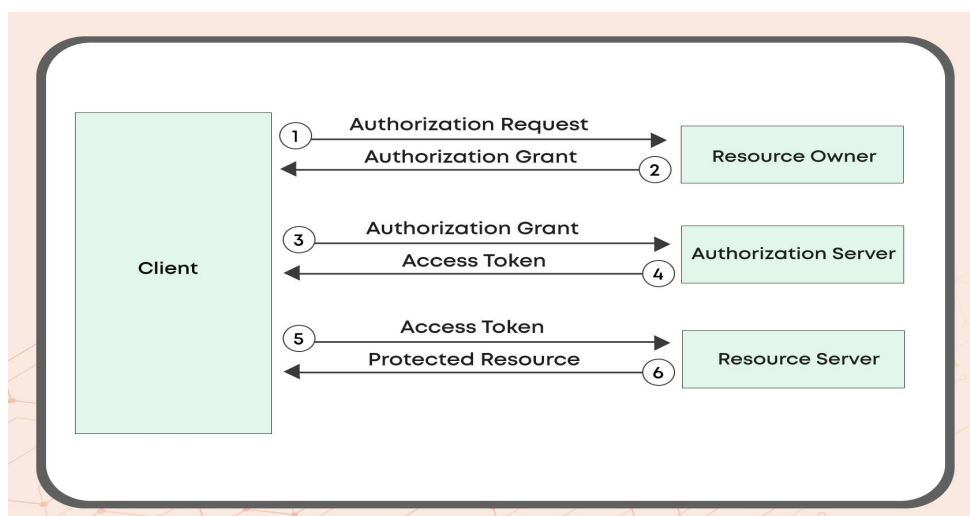 Client
1
Authorization Request
Authorization Grant
2
Resource Owner
3
Authorization Grant
Access Token
4
Authorization Server
5
Access Token
Protected Resource
6
Resource Server